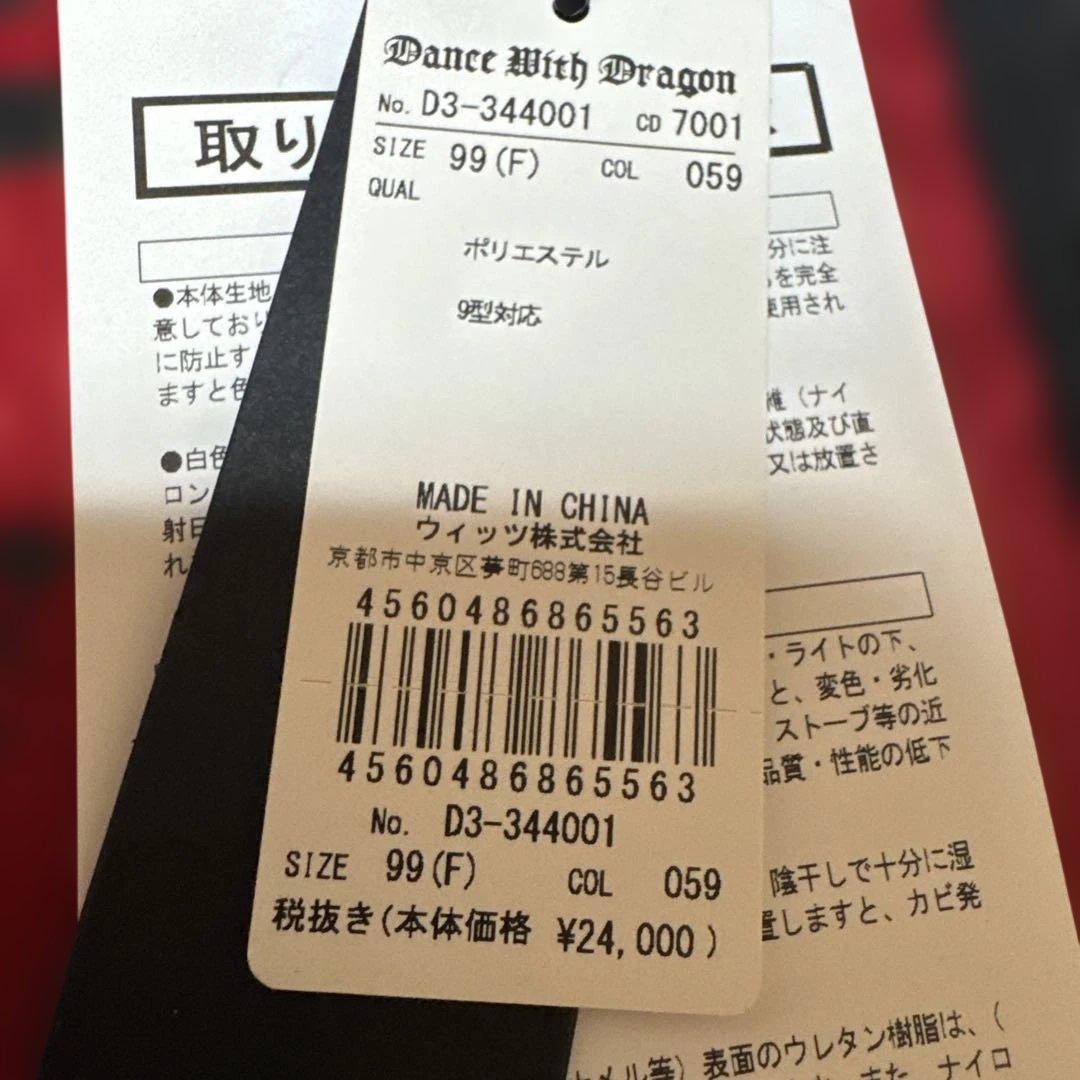 Dance With Dragon
No. D3-344001 CD 7001
SIZE 99(F) COL 059
QUAL
ポリエステル
9型対応
MADE IN CHINA
ウィッツ株式会社
京都市中京区夷町688第15長谷ビル
4560486865563
4560486865563
No. D3-344001
SIZE 99(F) COL 059
税抜き(本体価格 ¥24,000)
取り
●本体生地
意しており
に防止す
ますと色
●白色
ロン
射日
れ
分に注
を完全
使用され
(ナイ
状態及び直
又は放置さ
・ライトの下、
と、変色・劣化
ストーブ等の近
品質・性能の低下
陰干しで十分に湿
置しますと、カビ発
メル等)表面のウレタン樹脂は、(
また、ナイロ